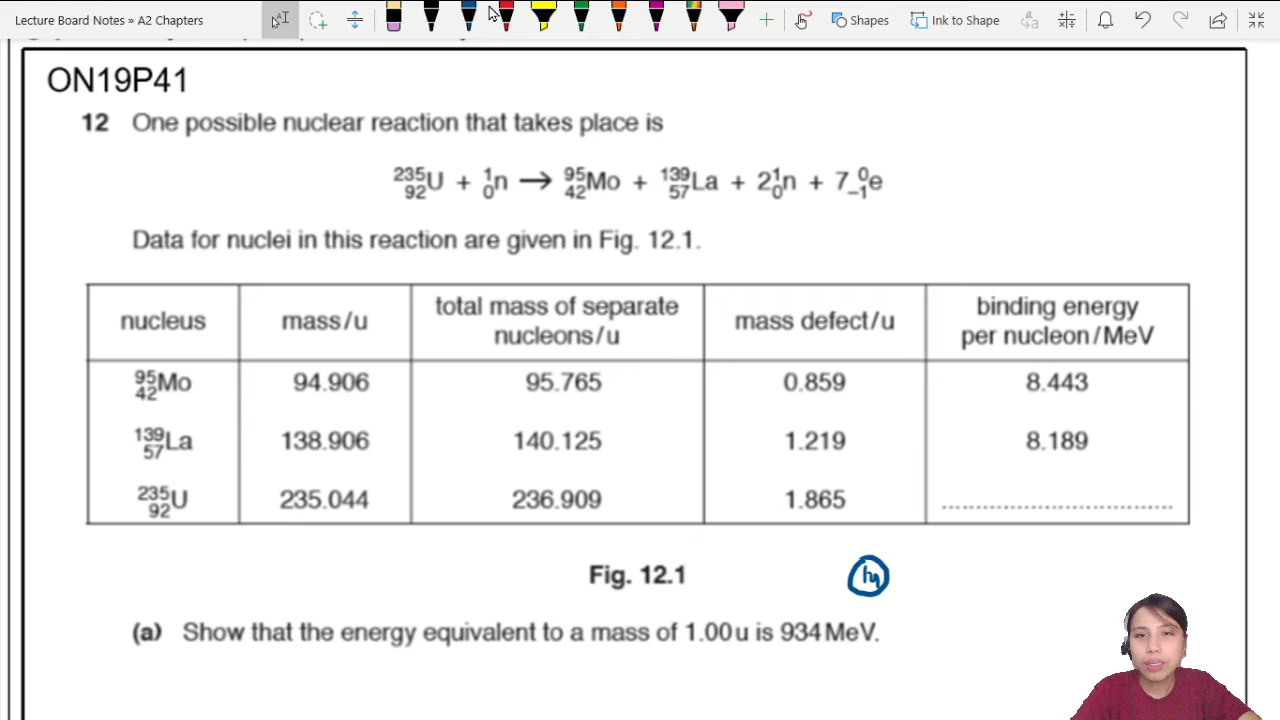 Lecture Board Notes » A2 Chapters
Shapes
Ink to Shape
ON19P41
12 One possible nuclear reaction that takes place is
²³⁵₉₂U + ¹₀n → ⁹⁵₄₂Mo + ¹³⁹₅₇La + 2¹₀n + 7⁰₋₁e
Data for nuclei in this reaction are given in Fig. 12.1.
nucleus mass/u total mass of separate nucleons/u mass defect/u binding energy per nucleon/MeV
⁹⁵₄₂Mo 94.906 95.765 0.859 8.443
¹³⁹₅₇La 138.906 140.125 1.219 8.189
²³⁵₉₂U 235.044 236.909 1.865 ....................................
Fig. 12.1
(a) Show that the energy equivalent to a mass of 1.00 u is 934 MeV.